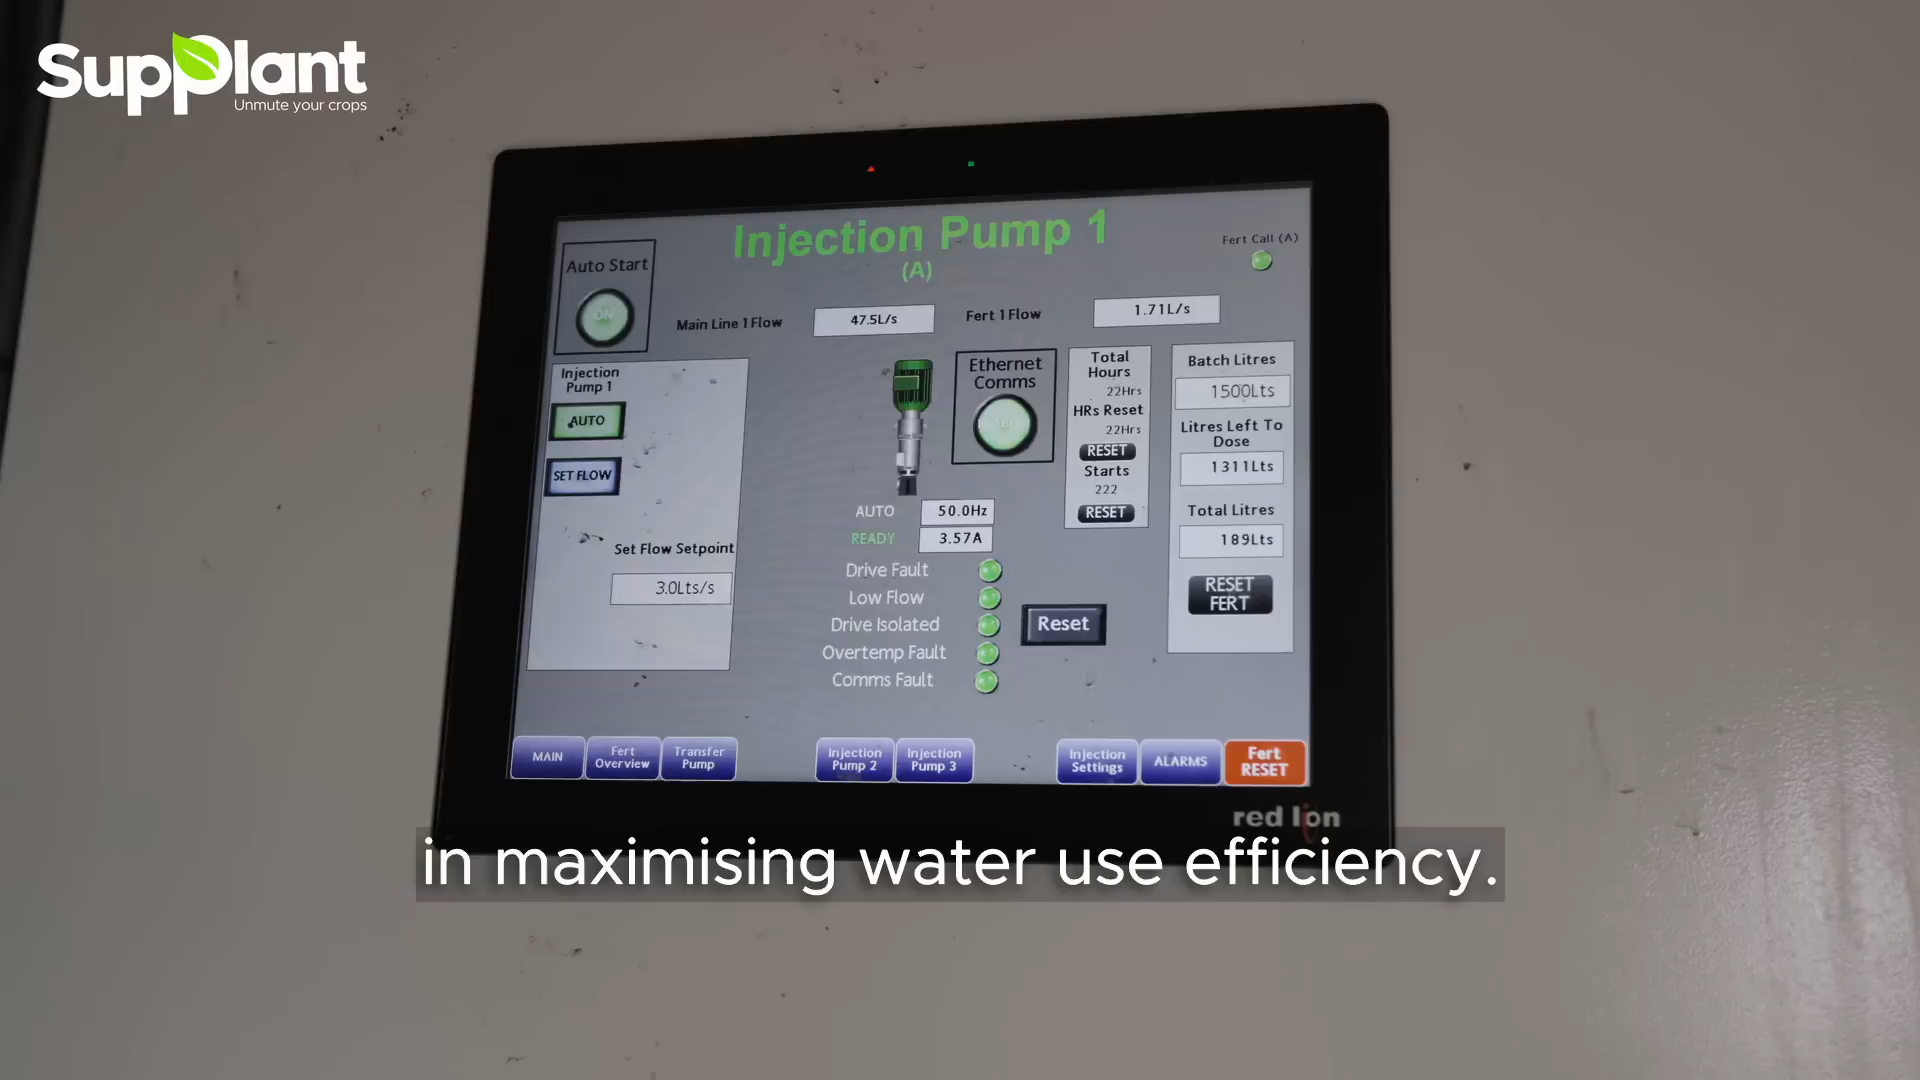 SupPlant
Unmute your crops
Injection Pump 1
(A)
Fert Call (A)
Auto Start
ON
Main Line 1 Flow
47.5L/s
Fert 1 Flow
1.71L/s
Injection
Pump 1
AUTO
SET FLOW
Set Flow Setpoint
3.0Lts/s
Ethernet
Comms
Total
Hours
22Hrs
HRs Reset
22Hrs
RESET
Starts
222
RESET
Batch Litres
1500Lts
Litres Left To
Dose
1311Lts
Total Litres
189Lts
RESET
FERT
AUTO
50.0Hz
READY
3.57A
Drive Fault
Low Flow
Drive Isolated
Overtemp Fault
Comms Fault
Reset
MAIN
Fert
Overview
Transfer
Pump
Injection
Pump 2
Injection
Pump 3
Injection
Settings
ALARMS
Fert
RESET
red lion
in maximising water use efficiency.